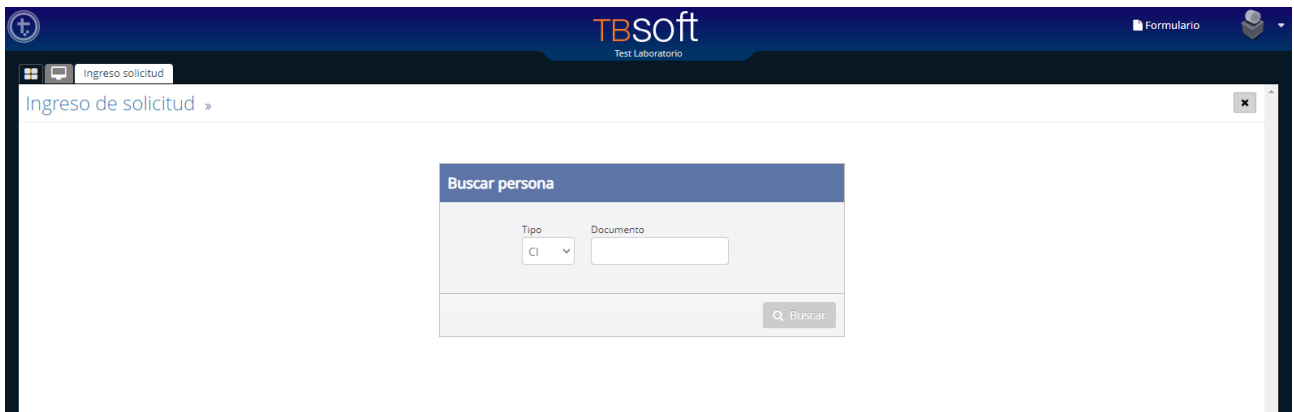 t.
TBsoft
Test Laboratorio
Formulario
Ingreso solicitud
Ingreso de solicitud »
Buscar persona
Tipo
Documento
CI
Buscar